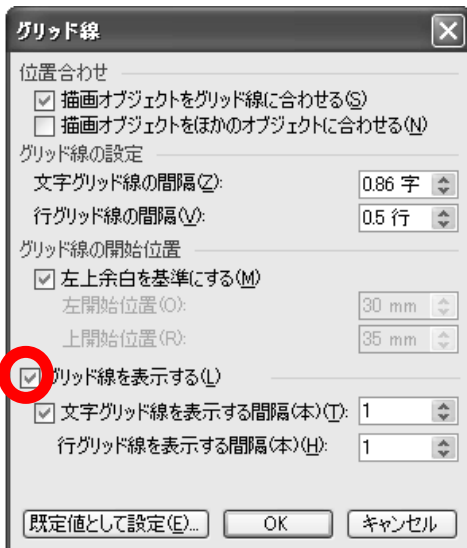 グリッド線
位置合わせ
描画オブジェクトをグリッド線に合わせる(S)
描画オブジェクトをほかのオブジェクトに合わせる(N)
グリッド線の設定
文字グリッド線の間隔(Z): 0.86 字
行グリッド線の間隔(V): 0.5 行
グリッド線の開始位置
左上余白を基準にする(M)
左開始位置(O): 30 mm
上開始位置(R): 35 mm
グリッド線を表示する(L)
文字グリッド線を表示する間隔(本)(T): 1
行グリッド線を表示する間隔(本)(H): 1
既定値として設定(E)... OK キャンセル